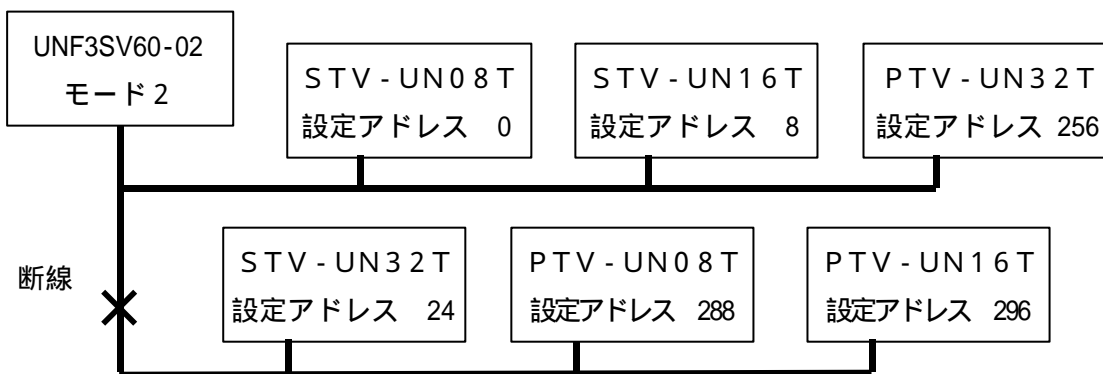 UNF3SV60-02
モード2
STV-UN08T
設定アドレス 0
STV-UN16T
設定アドレス 8
PTV-UN32T
設定アドレス 256
断線
STV-UN32T
設定アドレス 24
PTV-UN08T
設定アドレス 288
PTV-UN16T
設定アドレス 296